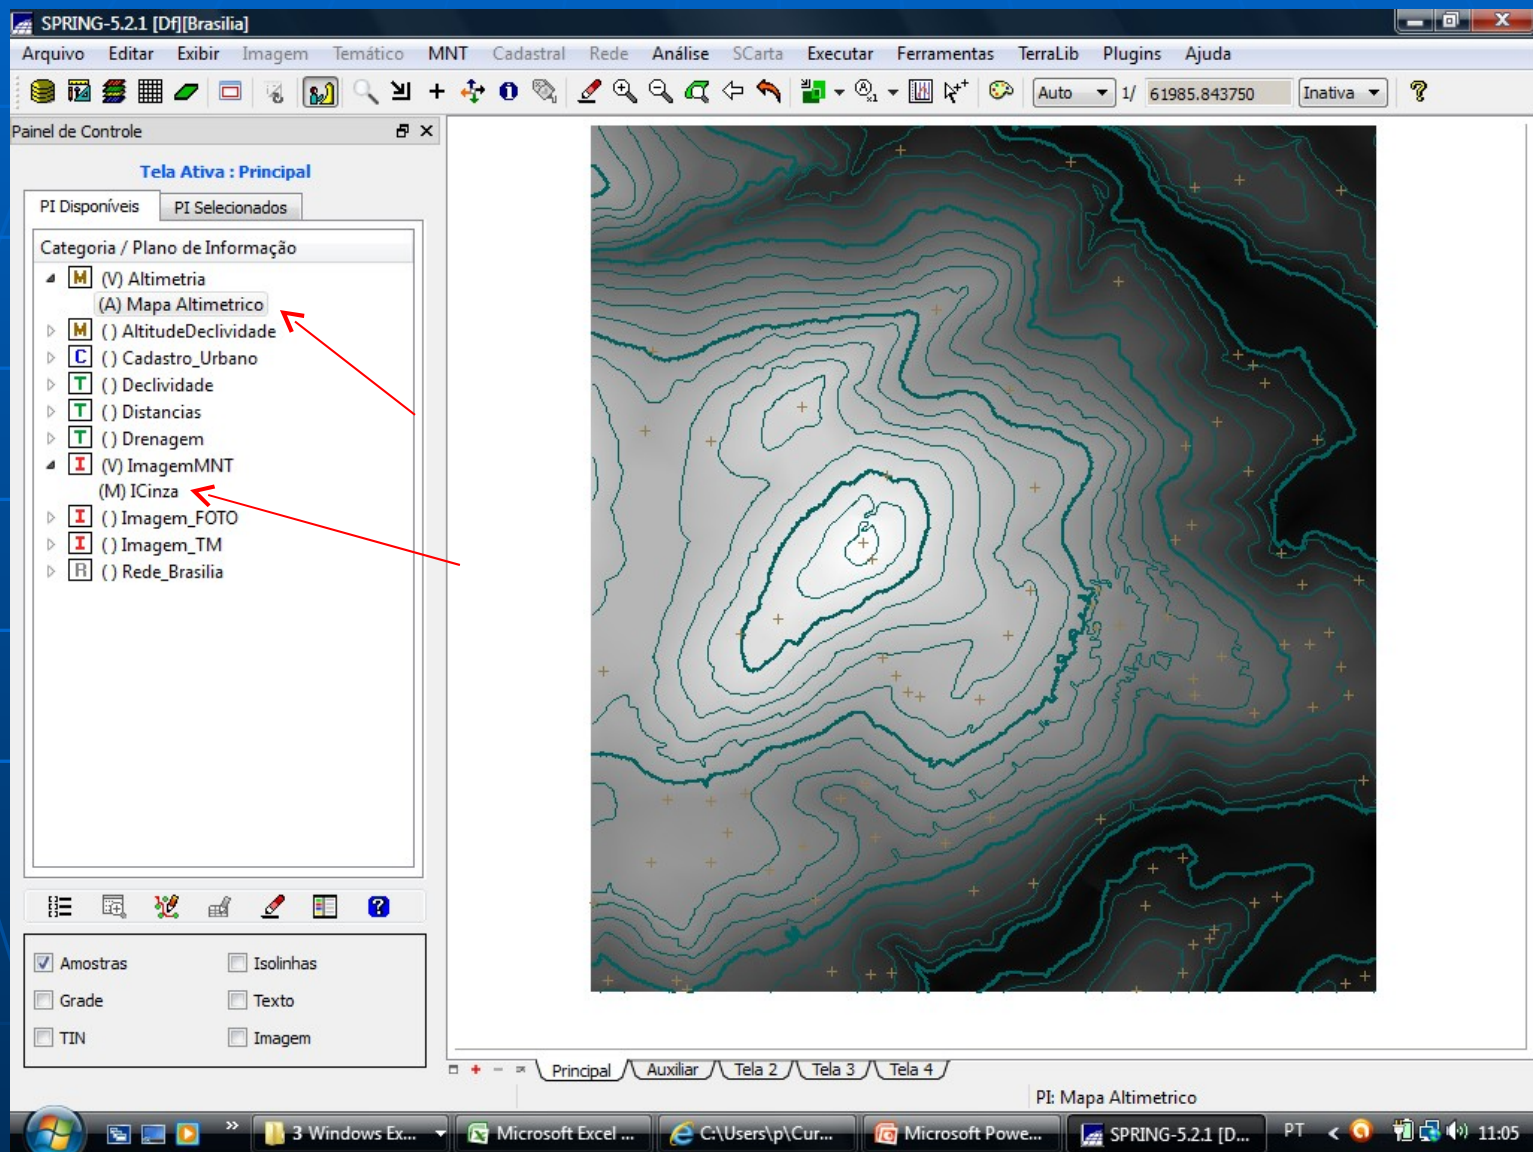 SPRING-5.2.1 [Df][Brasilia]
Arquivo Editar Exibir Imagem Temático MNT Cadastral Rede Análise SCarta Executar Ferramentas TerraLib Plugins Ajuda
Auto 1/ 61985.843750 Inativa
Painel de Controle
Tela Ativa : Principal
PI Disponíveis PI Selecionados
Categoria / Plano de Informação
M (V) Altimetria
(A) Mapa Altimetrico
M ( ) AltitudeDeclividade
C ( ) Cadastro_Urbano
T ( ) Declividade
T ( ) Distancias
T ( ) Drenagem
I (V) ImagemMNT
(M) ICinza
I ( ) Imagem_FOTO
I ( ) Imagem_TM
R ( ) Rede_Brasilia
Amostras Isolinhas
Grade Texto
TIN Imagem
Principal Auxiliar Tela 2 Tela 3 Tela 4
PI: Mapa Altimetrico
3 Windows Ex... Microsoft Excel ... C:\Users\p\Cur... Microsoft Powe... SPRING-5.2.1 [D... PT 11:05